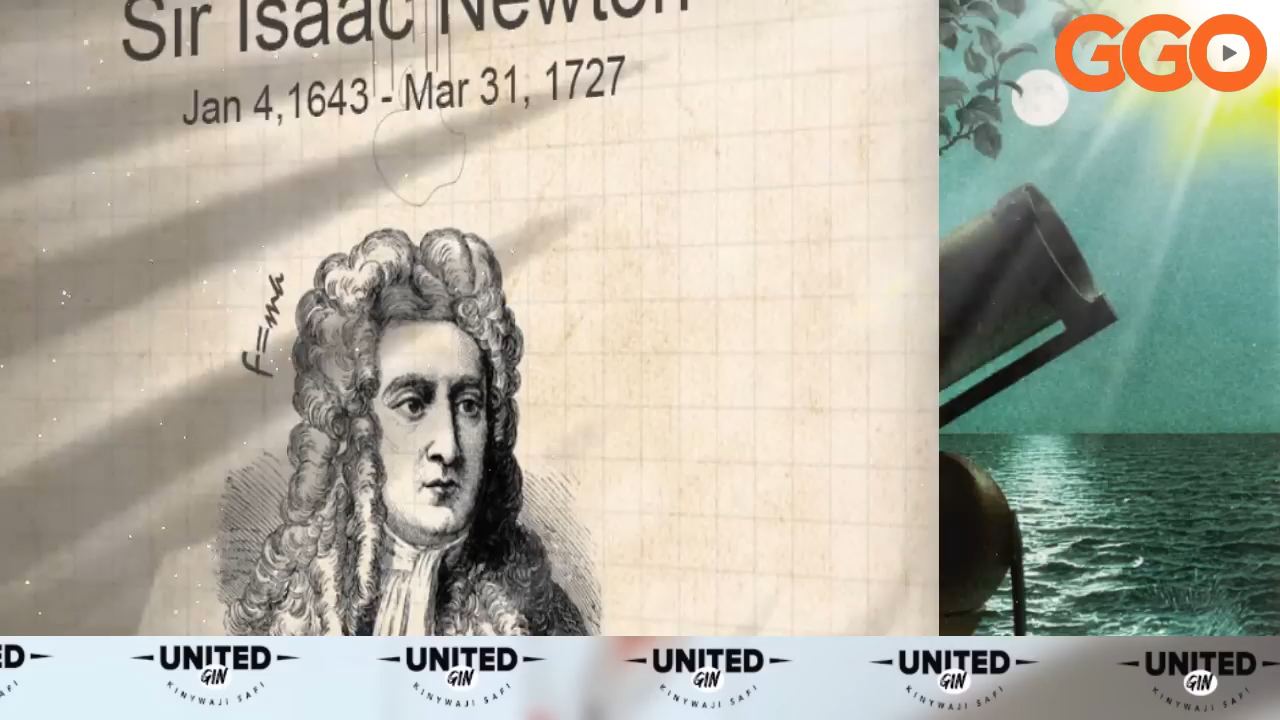 Sir Isaac Newton
Jan 4,1643 - Mar 31, 1727
GGO
F=ma
UNITED
GIN
KINYWAJI SAFI
UNITED
GIN
KINYWAJI SAFI
UNITED
GIN
KINYWAJI SAFI
UNITED
GIN
KINYWAJI SAFI
UNITED
GIN
KINYWAJI SAFI